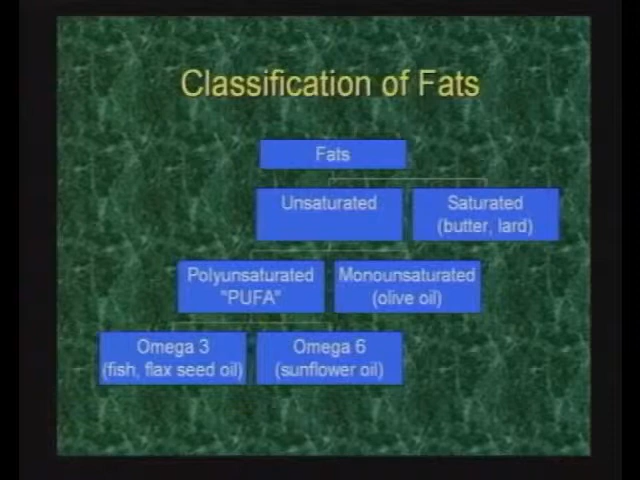 Classification of Fats
Fats
Unsaturated
Saturated
(butter, lard)
Polyunsaturated
"PUFA"
Monounsaturated
(olive oil)
Omega 3
(fish, flax seed oil)
Omega 6
(sunflower oil)